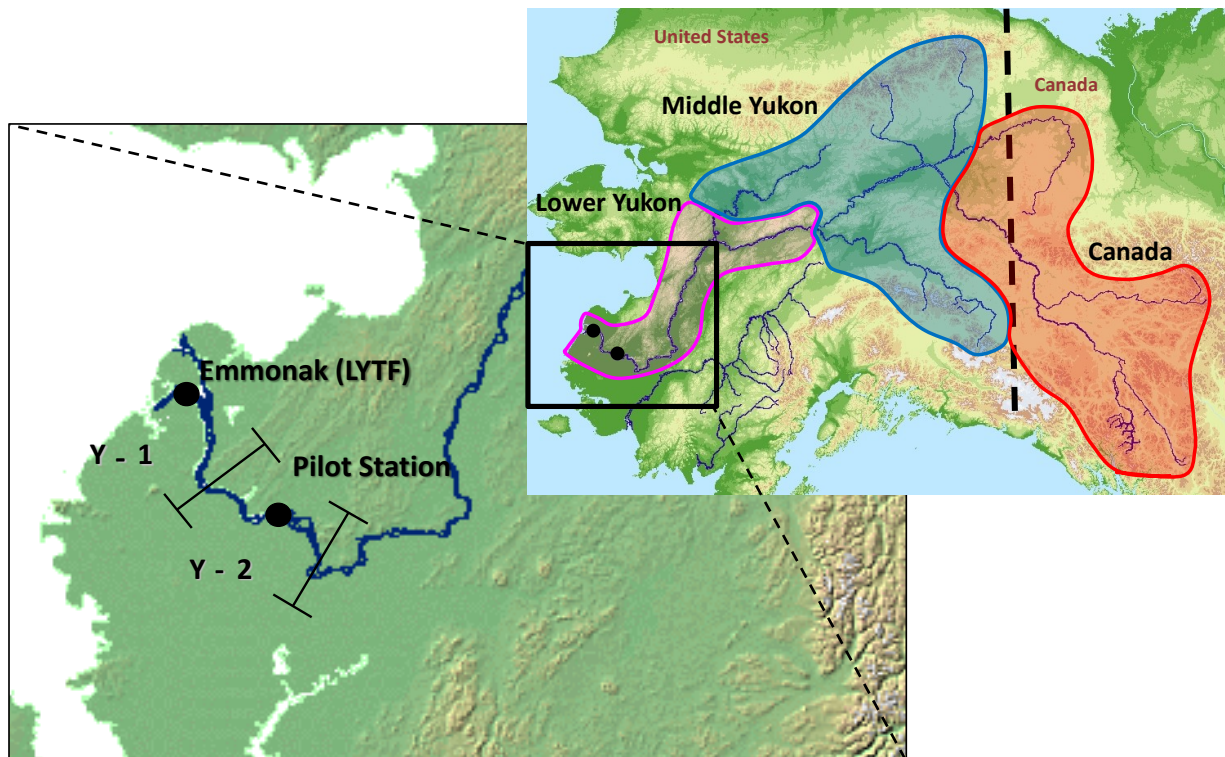 United States
Canada
Middle Yukon
Lower Yukon
Canada
Emmonak (LYTF)
Y - 1
Pilot Station
Y - 2